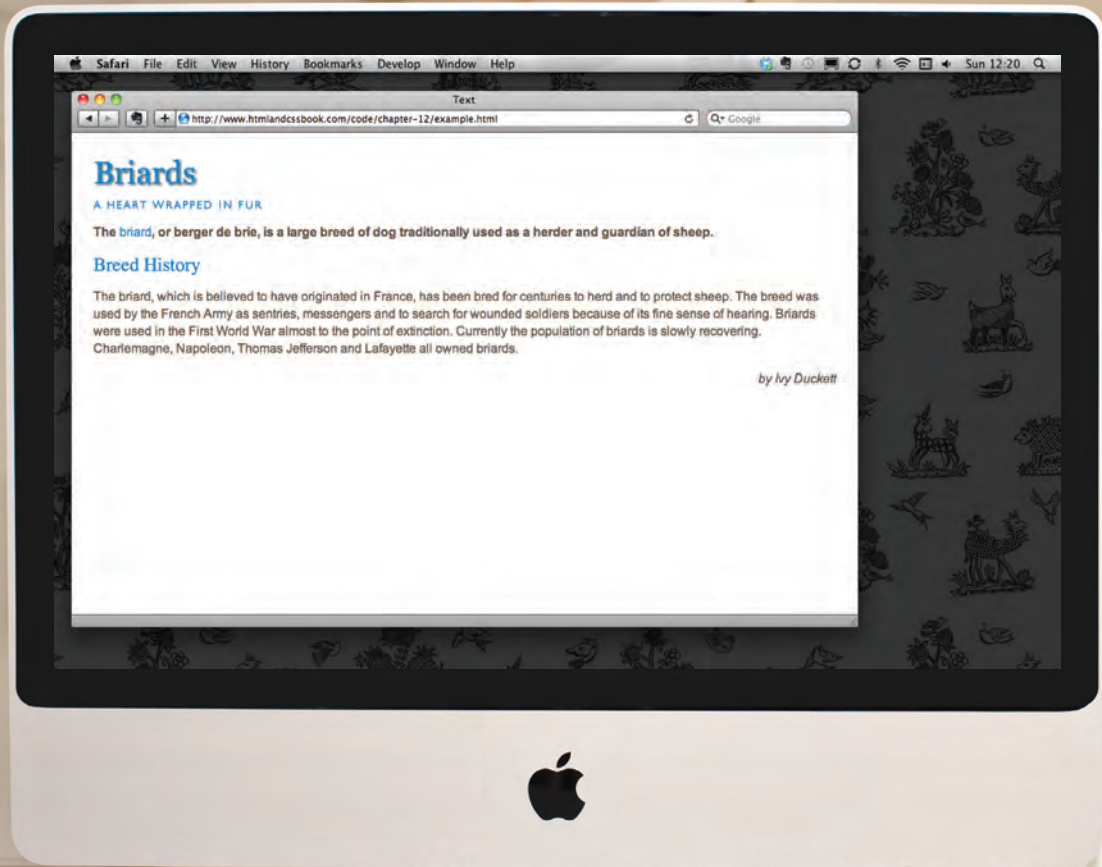 Safari File Edit View History Bookmarks Develop Window Help Sun 12:20
Text
http://www.htmlandcssbook.com/code/chapter-12/example.html Google
Briards
A HEART WRAPPED IN FUR
The briard, or berger de brie, is a large breed of dog traditionally used as a herder and guardian of sheep.
Breed History
The briard, which is believed to have originated in France, has been bred for centuries to herd and to protect sheep. The breed was
used by the French Army as sentries, messengers and to search for wounded soldiers because of its fine sense of hearing. Briards
were used in the First World War almost to the point of extinction. Currently the population of briards is slowly recovering.
Charlemagne, Napoleon, Thomas Jefferson and Lafayette all owned briards.
by Ivy Duckett